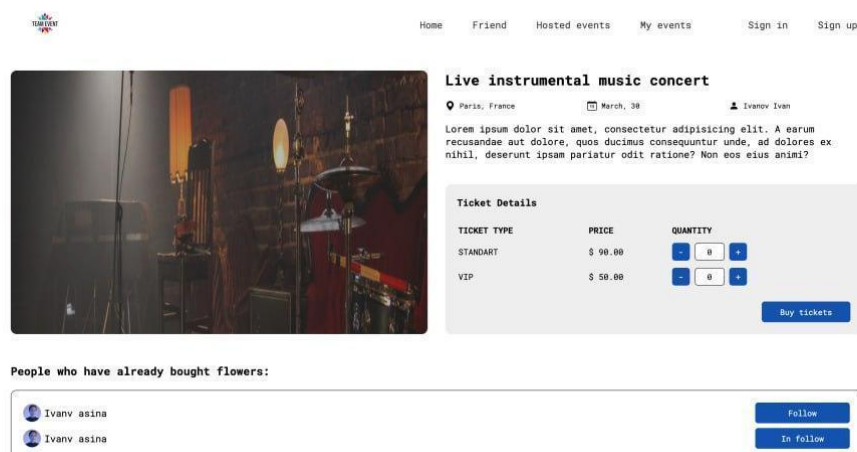 TEAM EVENT
Home Friend Hosted events My events Sign in Sign up
Live instrumental music concert
Paris, France March, 30 Ivanov Ivan
Lorem ipsum dolor sit amet, consectetur adipisicing elit. A earum
recusandae aut dolore, quos ducimus consequuntur unde, ad dolores ex
nihil, deserunt ipsam pariatur odit ratione? Non eos eius animi?
Ticket Details
TICKET TYPE PRICE QUANTITY
STANDART $ 90.00 - 0 +
VIP $ 50.00 - 0 +
Buy tickets
People who have already bought flowers:
Ivanv asina Follow
Ivanv asina In follow